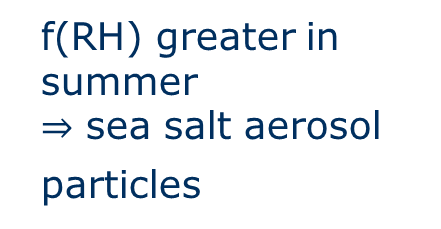 f(RH) greater in
summer
⇒ sea salt aerosol
particles